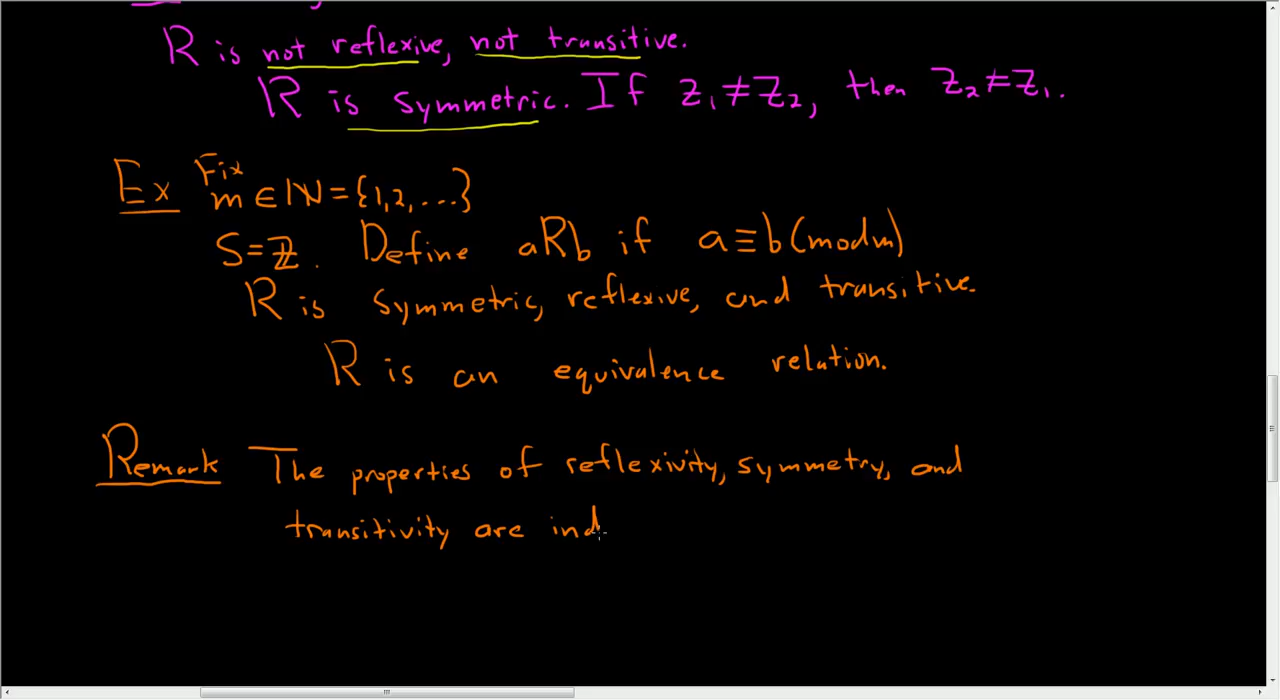 R is not reflexive, not transitive.
R is symmetric. If z₁≠z₂, then z₂≠z₁.
Ex Fix
m∈ℕ={1,2,...}
S=ℤ. Define aRb if a≡b(modm)
R is symmetric, reflexive, and transitive.
R is an equivalence relation.
Remark The properties of reflexivity, symmetry, and
transitivity are ind